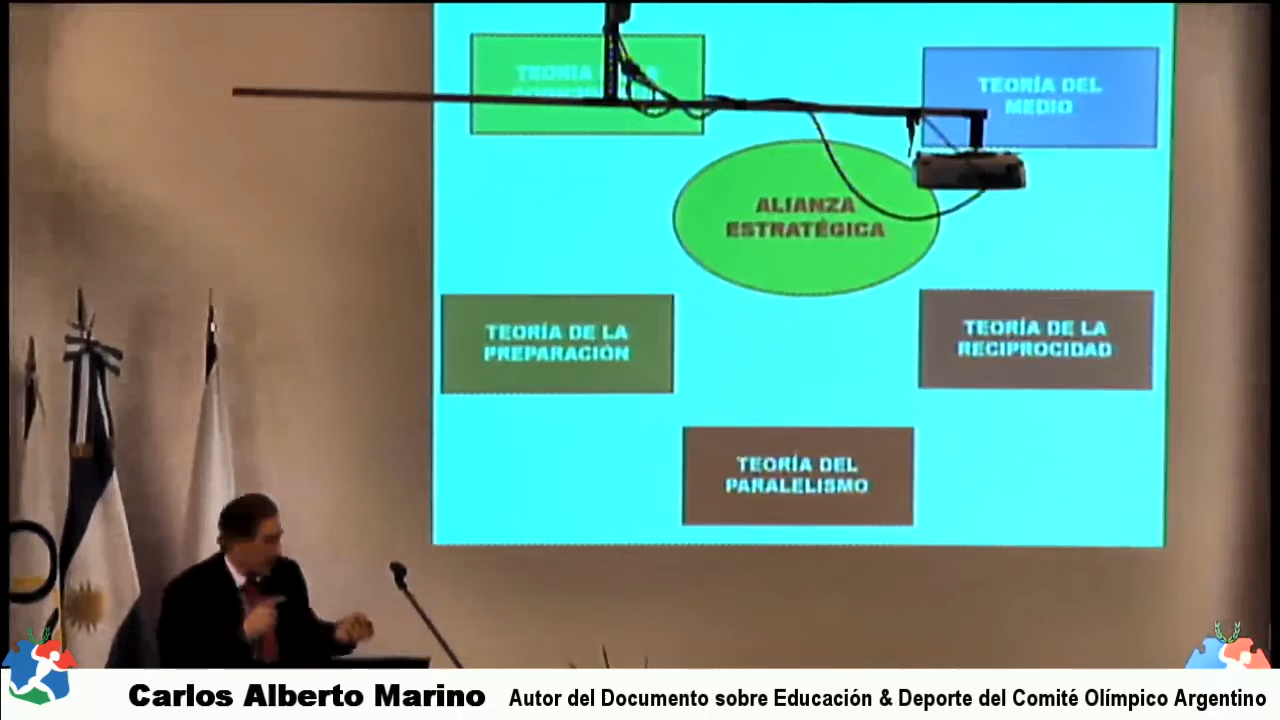 TEORÍA
TEORÍA DEL
MEDIO
ALIANZA
ESTRATÉGICA
TEORÍA DE LA
PREPARACIÓN
TEORÍA DE LA
RECIPROCIDAD
TEORÍA DEL
PARALELISMO
Carlos Alberto Marino Autor del Documento sobre Educación & Deporte del Comité Olímpico Argentino